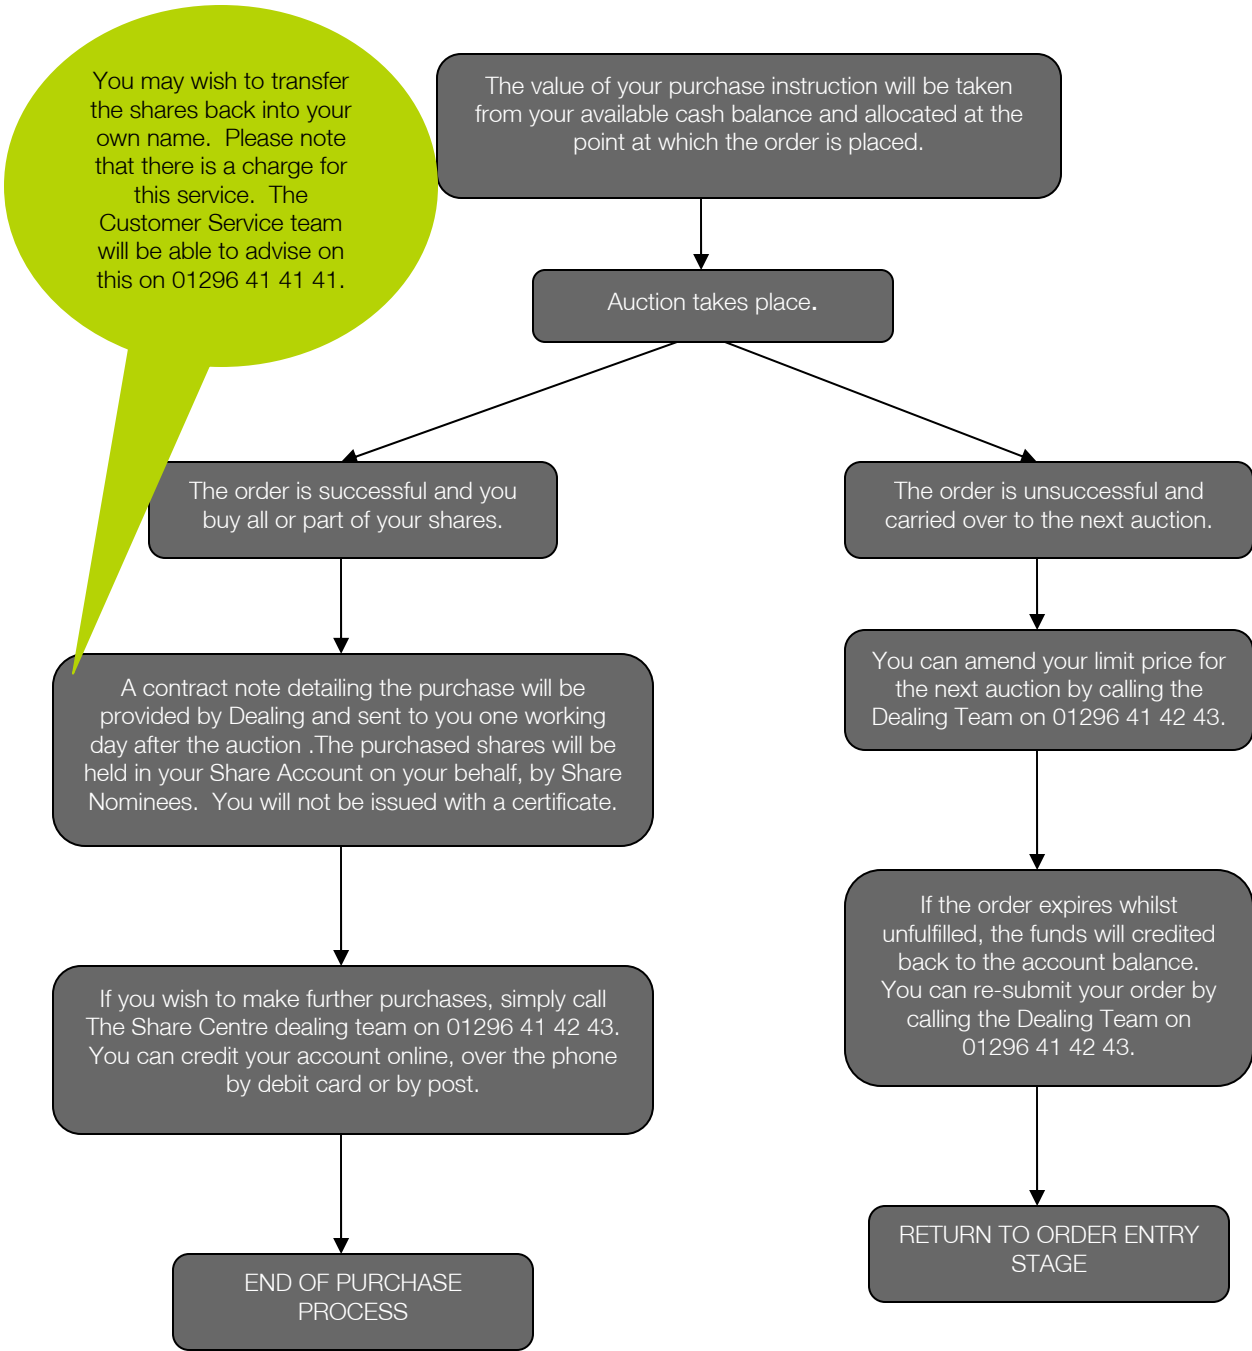 You may wish to transfer
the shares back into your
own name.  Please note
that there is a charge for
this service.  The
Customer Service team
will be able to advise on
this on 01296 41 41 41.
The value of your purchase instruction will be taken
from your available cash balance and allocated at the
point at which the order is placed.
Auction takes place.
The order is successful and you
buy all or part of your shares.
The order is unsuccessful and
carried over to the next auction.
A contract note detailing the purchase will be
provided by Dealing and sent to you one working
day after the auction .The purchased shares will be
held in your Share Account on your behalf, by Share
Nominees.  You will not be issued with a certificate.
You can amend your limit price for
the next auction by calling the
Dealing Team on 01296 41 42 43.
If you wish to make further purchases, simply call
The Share Centre dealing team on 01296 41 42 43.
You can credit your account online, over the phone
by debit card or by post.
If the order expires whilst
unfulfilled, the funds will credited
back to the account balance.
You can re-submit your order by
calling the Dealing Team on
01296 41 42 43.
END OF PURCHASE
PROCESS
RETURN TO ORDER ENTRY
STAGE